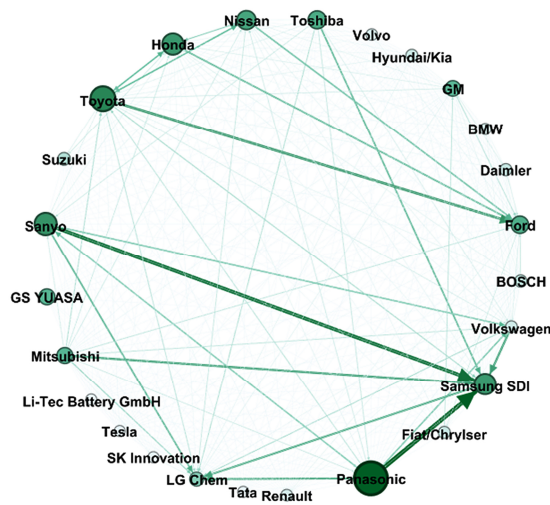 Nissan
Toshiba
Volvo
Honda
Hyundai/Kia
GM
Toyota
BMW
Suzuki
Daimler
Sanyo
Ford
BOSCH
GS YUASA
Volkswagen
Mitsubishi
Samsung SDI
Li-Tec Battery GmbH
Tesla
Fiat/Chrylser
SK Innovation
LG Chem
Panasonic
Tata
Renault